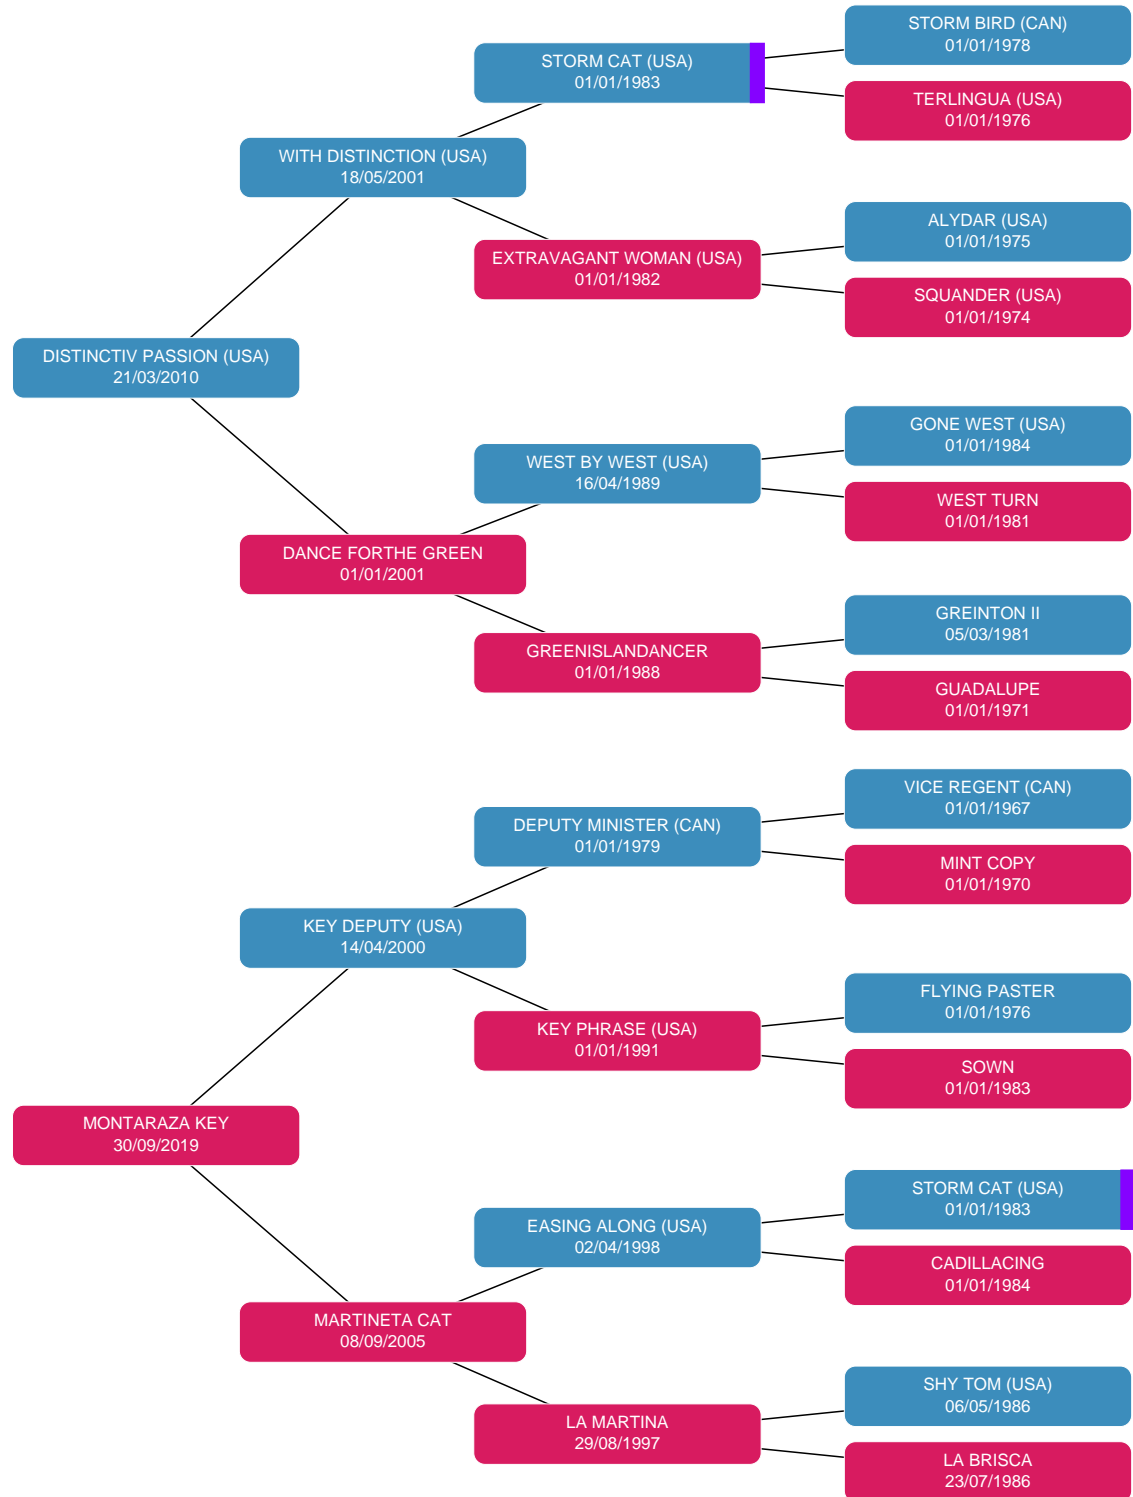 STORM BIRD (CAN)
01/01/1978
STORM CAT (USA)
01/01/1983
TERLINGUA (USA)
01/01/1976
WITH DISTINCTION (USA)
18/05/2001
ALYDAR (USA)
01/01/1975
EXTRAVAGANT WOMAN (USA)
01/01/1982
SQUANDER (USA)
01/01/1974
DISTINCTIV PASSION (USA)
21/03/2010
GONE WEST (USA)
01/01/1984
WEST BY WEST (USA)
16/04/1989
WEST TURN
01/01/1981
DANCE FORTHE GREEN
01/01/2001
GREINTON II
05/03/1981
GREENISLANDANCER
01/01/1988
GUADALUPE
01/01/1971
VICE REGENT (CAN)
01/01/1967
DEPUTY MINISTER (CAN)
01/01/1979
MINT COPY
01/01/1970
KEY DEPUTY (USA)
14/04/2000
FLYING PASTER
01/01/1976
KEY PHRASE (USA)
01/01/1991
SOWN
01/01/1983
MONTARAZA KEY
30/09/2019
STORM CAT (USA)
01/01/1983
EASING ALONG (USA)
02/04/1998
CADILLACING
01/01/1984
MARTINETA CAT
08/09/2005
SHY TOM (USA)
06/05/1986
LA MARTINA
29/08/1997
LA BRISCA
23/07/1986